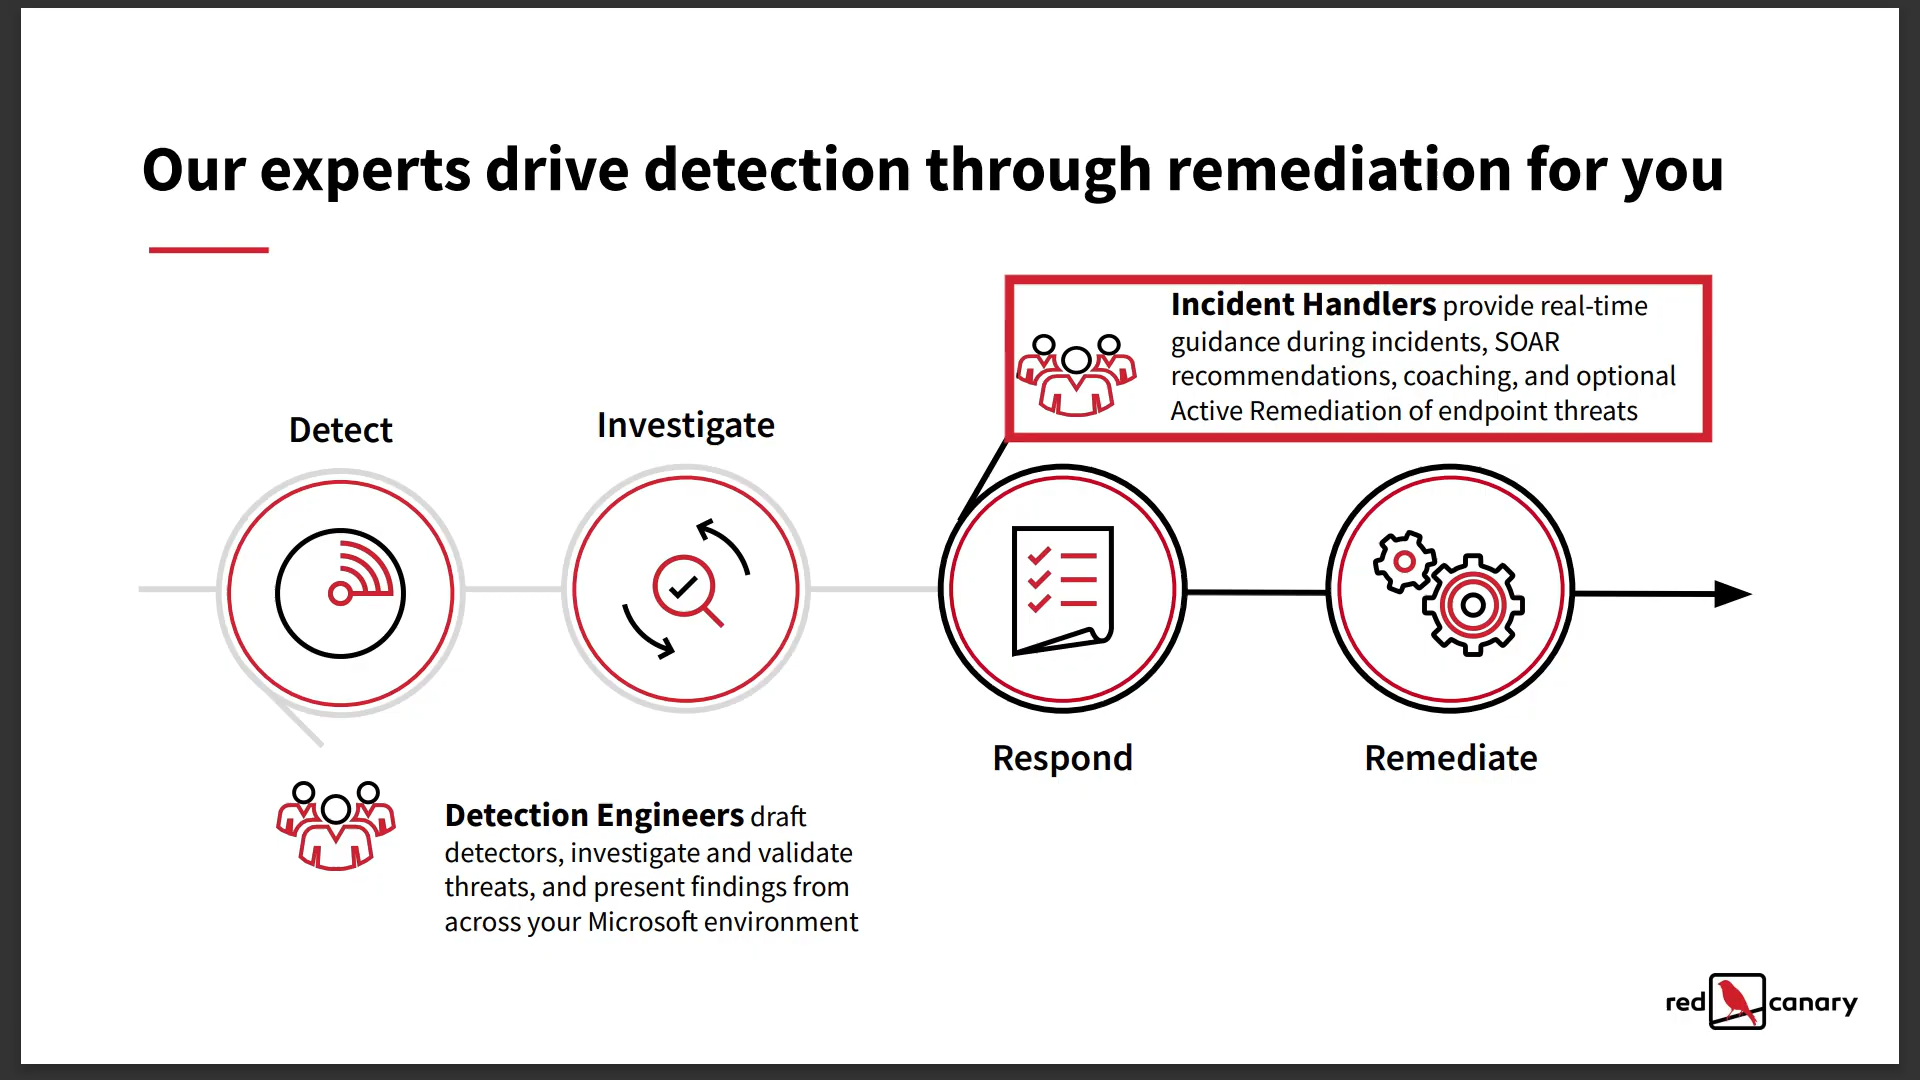 Our experts drive detection through remediation for you
Incident Handlers provide real-time
guidance during incidents, SOAR
recommendations, coaching, and optional
Active Remediation of endpoint threats
Detect
Investigate
Respond
Remediate
Detection Engineers draft
detectors, investigate and validate
threats, and present findings from
across your Microsoft environment
red canary